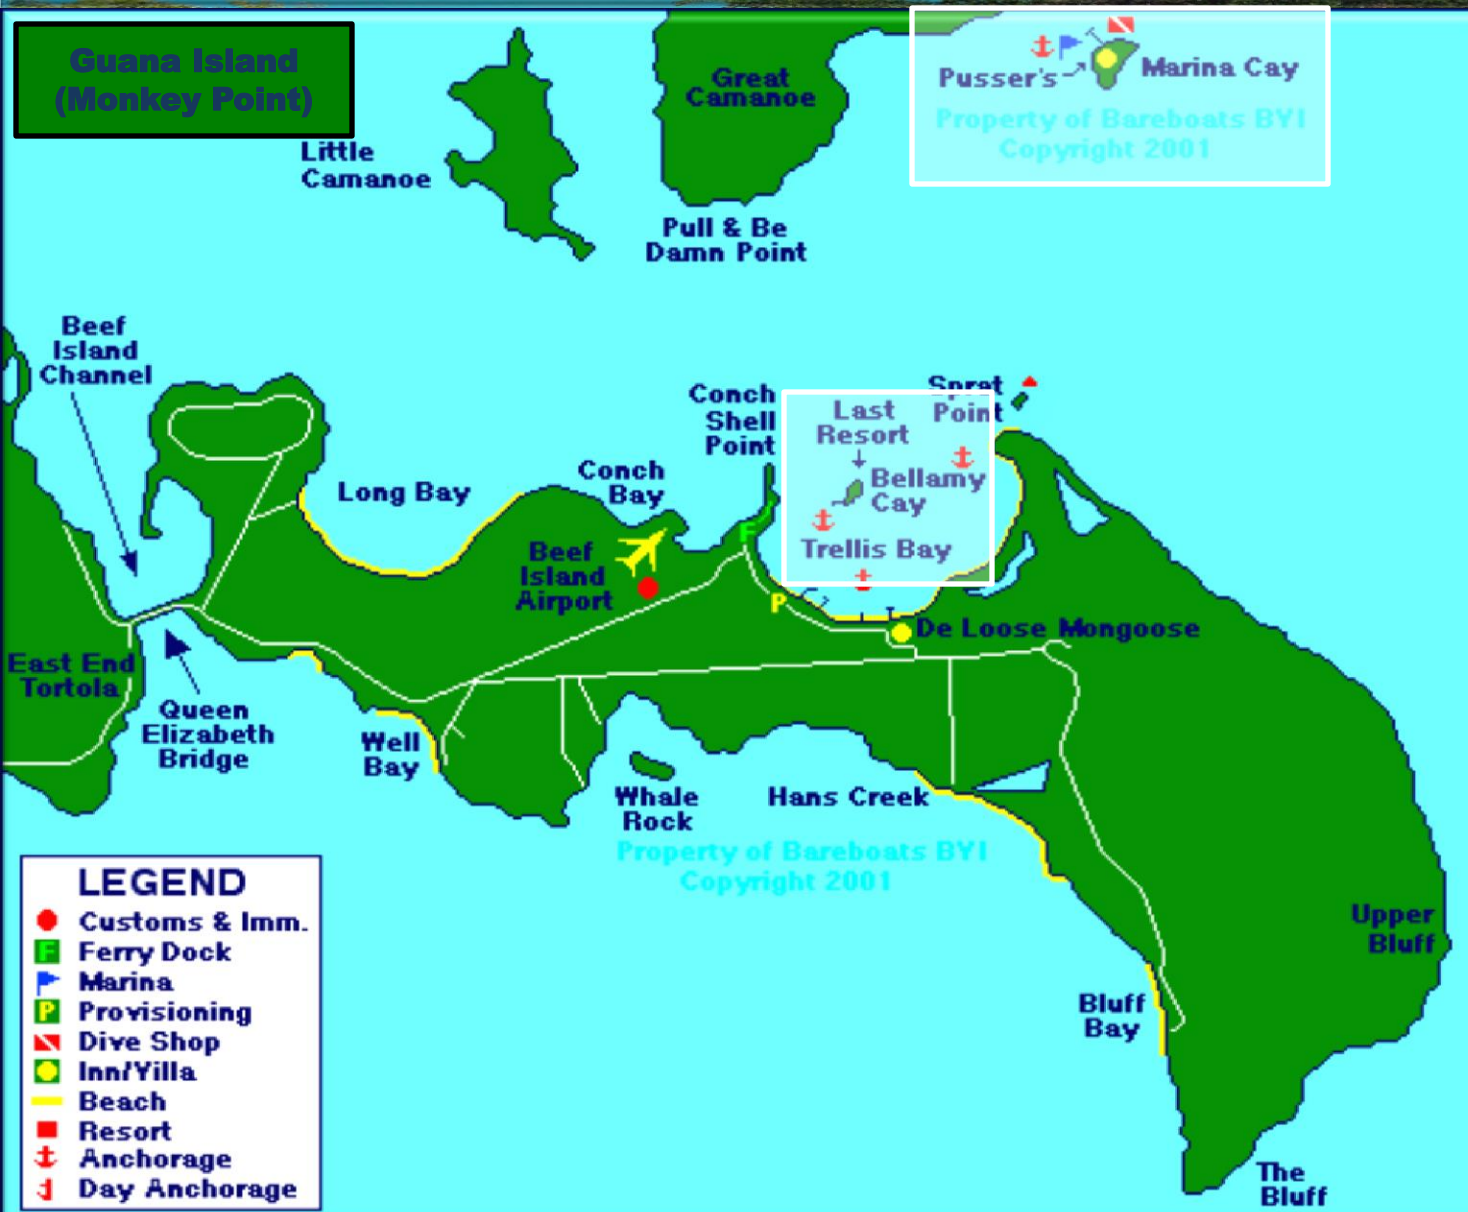 Guana Island
(Monkey Point)
Great
Camanoe
Pusser's
Marina Cay
Property of Bareboats BVI
Copyright 2001
Little
Camanoe
Pull & Be
Damn Point
Beef
Island
Channel
Conch
Shell
Point
Last
Resort
Sprat
Point
Long Bay
Conch
Bay
Bellamy
Cay
Trellis Bay
Beef
Island
Airport
F
P
De Loose Mongoose
East End
Tortola
Queen
Elizabeth
Bridge
Well
Bay
Whale
Rock
Hans Creek
Property of Bareboats BVI
Copyright 2001
Upper
Bluff
Bluff
Bay
The
Bluff
LEGEND
Customs & Imm.
F Ferry Dock
Marina
P Provisioning
Dive Shop
Inn/Villa
Beach
Resort
Anchorage
Day Anchorage